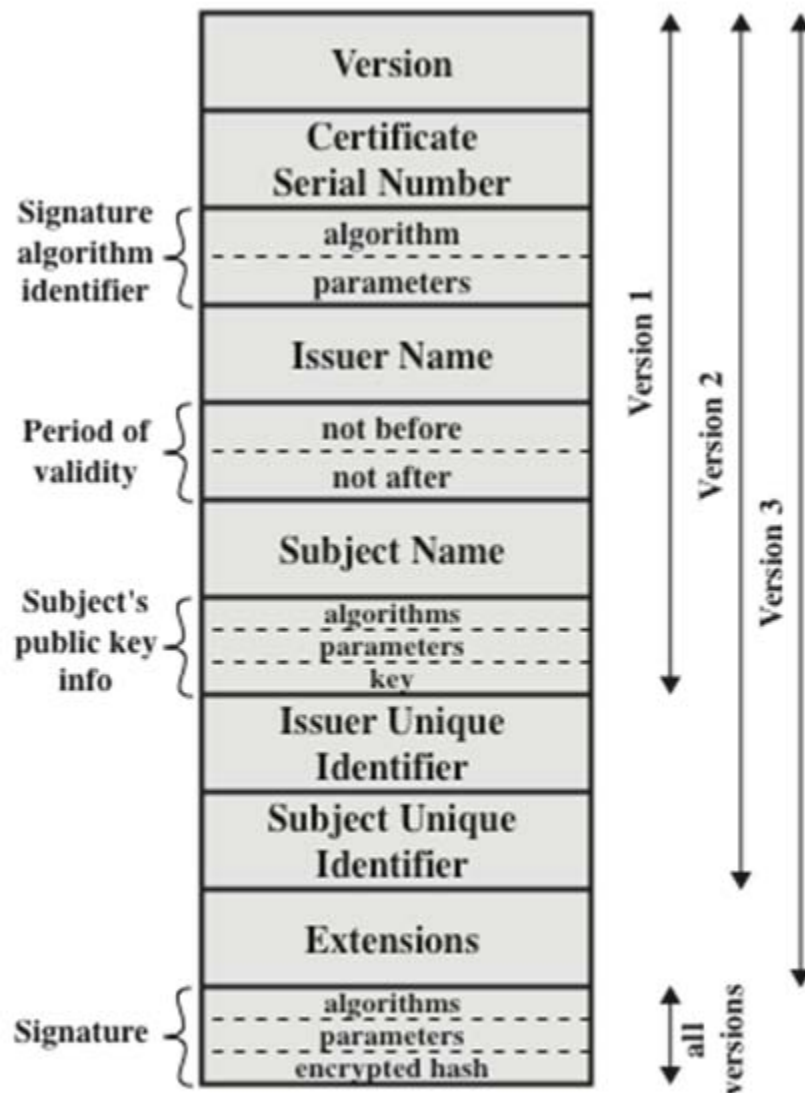 Version
Certificate
Serial Number
Signature
algorithm
identifier
algorithm
parameters
Issuer Name
Period of
validity
not before
not after
Subject Name
Subject's
public key
info
algorithms
parameters
key
Issuer Unique
Identifier
Subject Unique
Identifier
Extensions
Signature
algorithms
parameters
encrypted hash
Version 1
Version 2
Version 3
all
versions